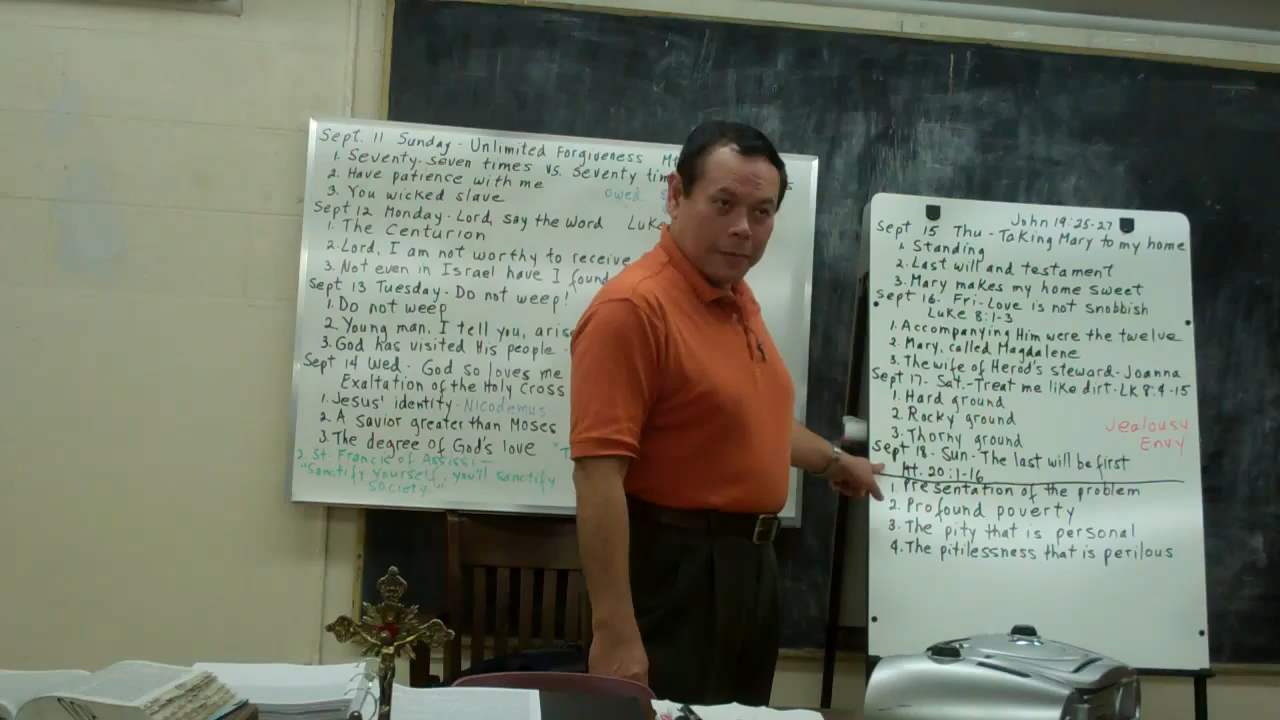 Sept. 11 Sunday - Unlimited Forgiveness
1. Seventy-seven times vs. Seventy
2. Have patience with me
owed
3. You wicked slave
Sept 12 Monday - Lord, say the word Luke
1. The Centurion
2. Lord, I am not worthy to receive
3. Not even in Israel have I found
Sept 13 Tuesday - Do not weep!
1. Do not weep
2. Young man, I tell you,
3. God has visited His people
Sept 14 Wed - God so loves me
Exaltation of the Holy Cross
1. Jesus' identity - Nicodemus
2. A savior greater than Moses
3. The degree of God's love
2. St. Francis of Assissi -
"Sanctify yourself, you'll sanctify
society."
John 19:25-27
Sept 15 Thu - Taking Mary to my home
1. Standing
2. Last will and testament
3. Mary makes my home sweet
Sept 16 - Fri - Love is not snobbish
Luke 8:1-3
1. Accompanying Him were the twelve
2. Mary, called Magdalene
3. The wife of Herod's steward - Joanna
Sept 17 - Sat. - Treat me like dirt - LK 8:4-15
1. Hard ground
2. Rocky ground
3. Thorny ground
Jealousy
Envy
Sept 18 - Sun - The last will be first
Mt. 20:1-16
1. Presentation of the problem
2. Profound poverty
3. The pity that is personal
4. The pitilessness that is perilous